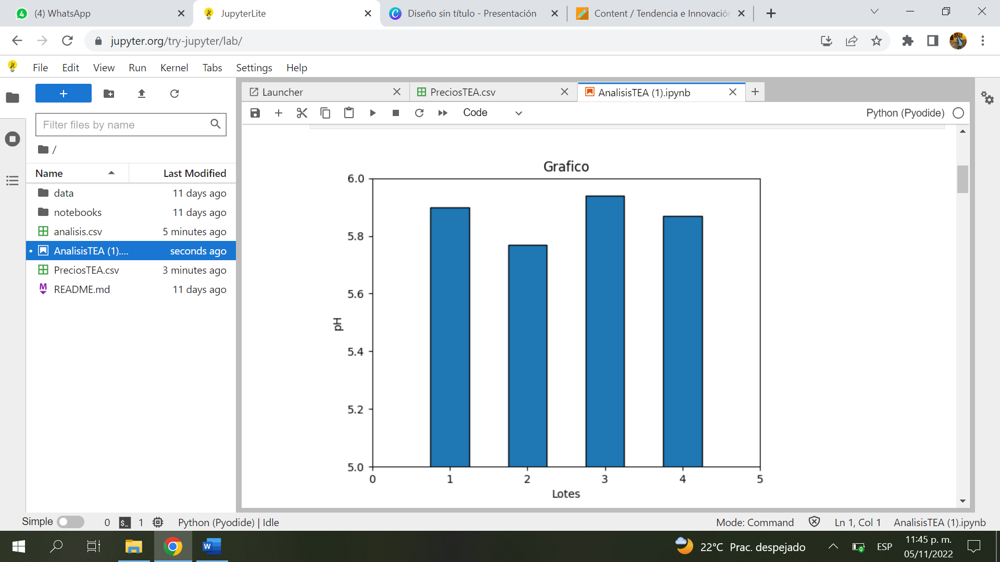 (4) WhatsApp
JupyterLite
Diseño sin título - Presentación
Content / Tendencia e Innovación
jupyter.org/try-jupyter/lab/
File Edit View Run Kernel Tabs Settings Help
Launcher
PreciosTEA.csv
AnalisisTEA (1).ipynb
Code
Python (Pyodide)
Filter files by name
/
Name Last Modified
data 11 days ago
notebooks 11 days ago
analisis.csv 5 minutes ago
AnalisisTEA (1).... seconds ago
PreciosTEA.csv 3 minutes ago
README.md 11 days ago
Grafico
6.0
5.8
5.6
5.4
5.2
5.0
pH
0 1 2 3 4 5
Lotes
Simple 0 $_ 1 Python (Pyodide) | Idle Mode: Command Ln 1, Col 1 AnalisisTEA (1).ipynb
22°C Prac. despejado ESP
11:45 p. m.
05/11/2022